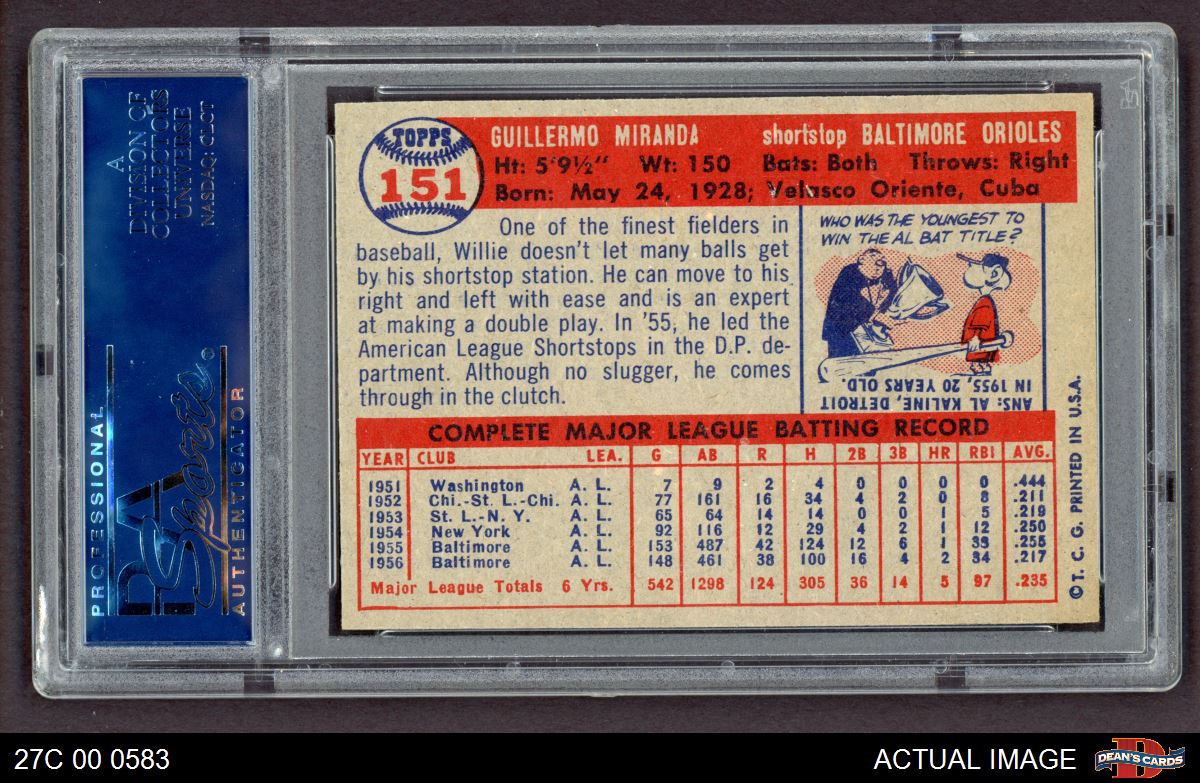 A
DIVISION OF
COLLECTORS
UNIVERSE
NASDAQ: CLCT
PROFESSIONAL
PSA
Sports
AUTHENTICATOR
TOPPS
151
GUILLERMO MIRANDA shortstop BALTIMORE ORIOLES
Ht: 5'9½" Wt: 150 Bats: Both Throws: Right
Born: May 24, 1928; Velasco Oriente, Cuba
One of the finest fielders in
baseball, Willie doesn't let many balls get
by his shortstop station. He can move to his
right and left with ease and is an expert
at making a double play. In '55, he led the
American League Shortstops in the D.P. de-
partment. Although no slugger, he comes
through in the clutch.
WHO WAS THE YOUNGEST TO
WIN THE AL BAT TITLE?
ANS: AL KALINE, DETROIT
IN 1955, 20 YEARS OLD.
COMPLETE MAJOR LEAGUE BATTING RECORD
YEAR CLUB LEA. G AB R H 2B 3B HR RBI AVG.
1951 Washington A. L. 7 9 2 4 0 0 0 0 .444
1952 Chi.-St. L.-Chi. A. L. 77 161 16 34 4 2 0 8 .211
1953 St. L.-N. Y. A. L. 65 64 14 14 0 0 1 5 .219
1954 New York A. L. 92 116 12 29 4 2 1 12 .250
1955 Baltimore A. L. 153 487 42 124 12 6 1 38 .255
1956 Baltimore A. L. 148 461 38 100 16 4 2 34 .217
Major League Totals 6 Yrs. 542 1298 124 305 36 14 5 97 .235
© T. C. G. PRINTED IN U.S.A.
27C 00 0583
ACTUAL IMAGE
DEAN'S CARDS